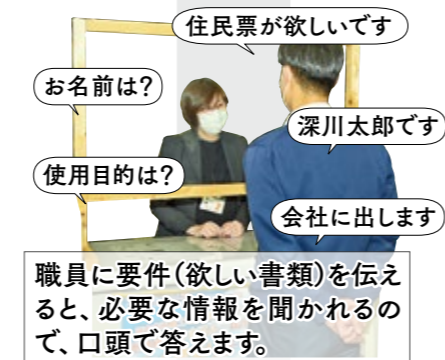 住民票が欲しいです
お名前は?
深川太郎です
使用目的は?
会社に出します
職員に要件(欲しい書類)を伝え
ると、必要な情報を聞かれるの
で、口頭で答えます。